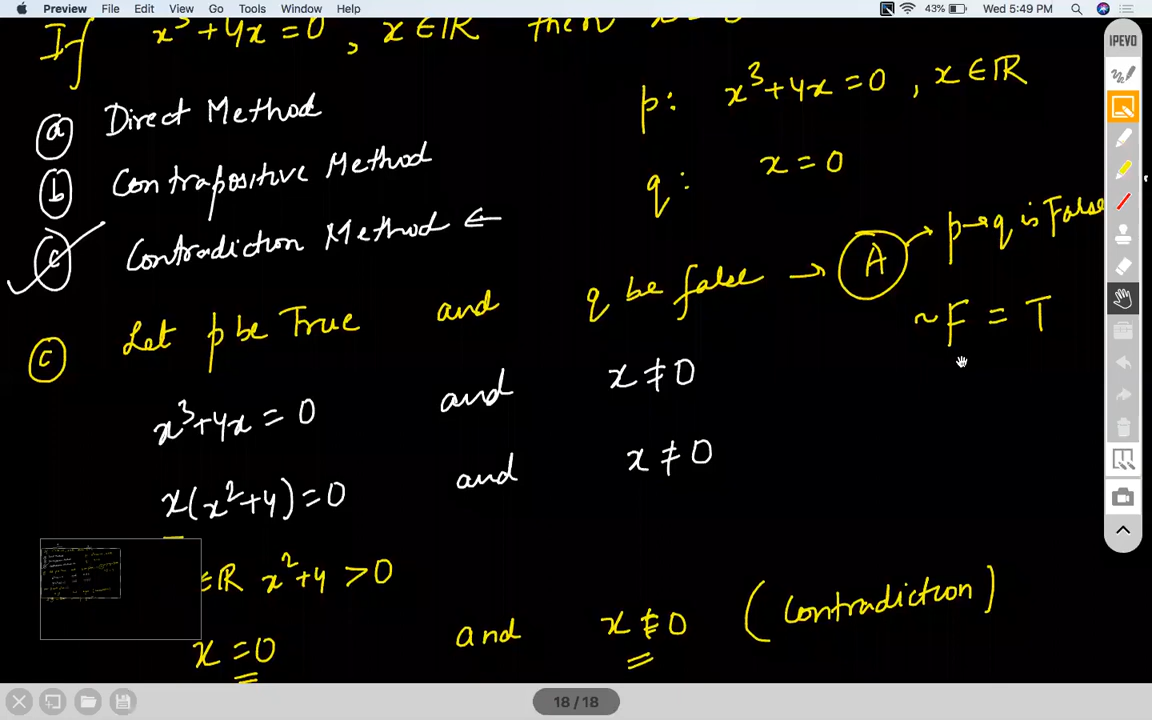 Preview File Edit View Go Tools Window Help 43% Wed 5:49 PM
If x³+4x=0, x∈ℝ then
IPEVO
p: x³+4x=0, x∈ℝ
q: x=0
(a) Direct Method
(b) Contrapositive Method
(c) Contradiction Method ⇐
(c) Let p be True and q be false → (A) → p→q is False
~F = T
x³+4x=0 and x≠0
x(x²+4)=0 and x≠0
∈ℝ x²+4>0
x=0 and x≠0 (Contradiction)
18 / 18